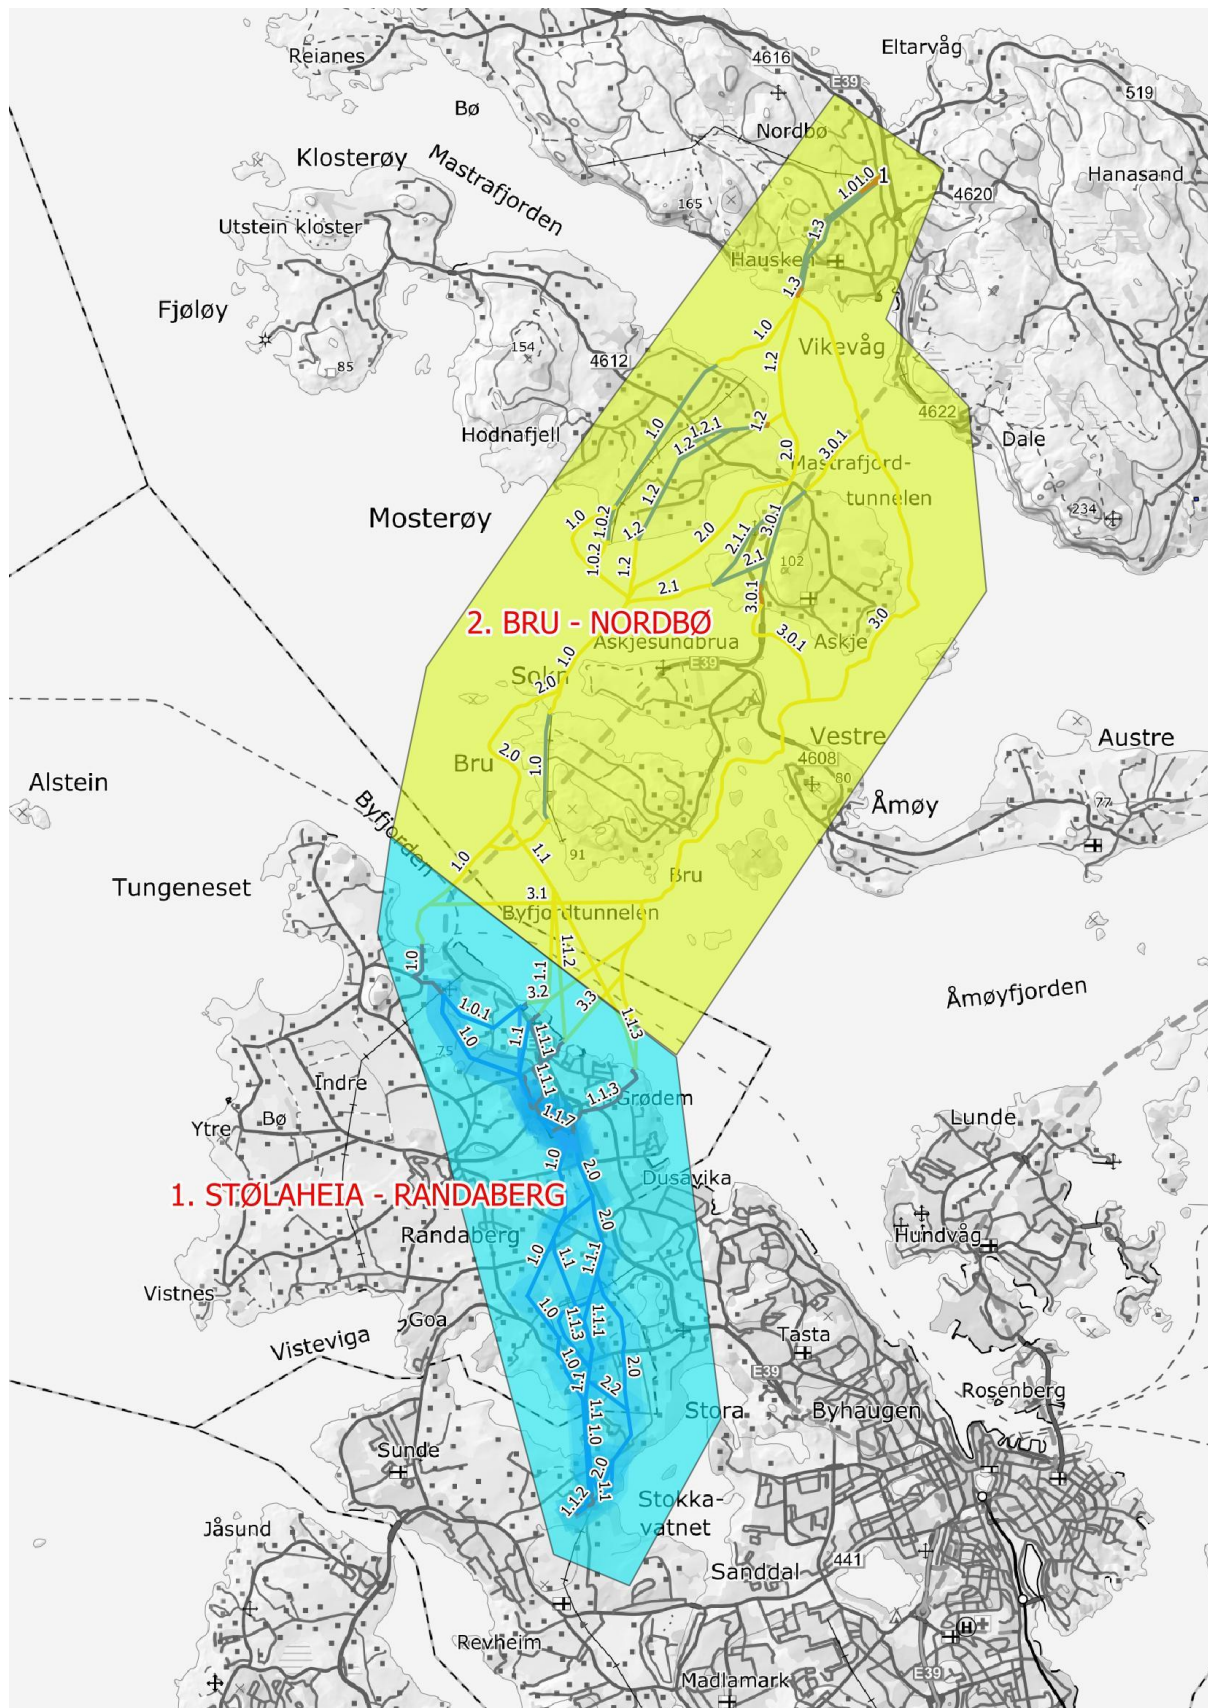 Reianes
4616
Eltarvåg
E39
519
Bø
Nordbø
Klosterøy
Mastrafjorden
1.01.0
1
Hanasand
4620
165
Utstein kloster
1.3
Hausken
Fjøløy
1.3
1.0
154
Vikevåg
85
4612
1.2
4622
1.0
1.2.1
1.2
Hodnafjell
1.2
2.0
3.0.1
Dale
Mastrafjord-
tunnelen
1.2
Mosterøy
1.0
1.0.2
1.2
2.0
2.1.1
3.0.1
234
1.0.2
1.2
2.1
102
2.1
3.0.1
3.0
2. BRU - NORDBØ
Askjesundbrua
3.0.1
Askje
1.0
E39
Sokn
2.0
Vestre
Austre
2.0
Bru
1.0
4608
80
Alstein
Åmøy
77
Byfjorden
1.0
1.1
91
Tungeneset
3.1
Bru
Byfjordtunnelen
1.0
1.1
1.1.2
3.2
3.3
Åmøyfjorden
1.0.1
1.1.3
1.0
1.1
1.1.1
75
Indre
1.1.1
1.1.3
Grødem
Bø
1.1.7
Lunde
Ytre
1.0
2.0
Dusavika
1. STØLAHEIA - RANDABERG
2.0
Randaberg
1.0
1.1
1.1.1
Hundvåg
Vistnes
1.0
1.1.3
1.1.1
Goa
Visteviga
Tasta
1.0
2.0
1.1
2.2
E39
Rosenberg
1.1
Stora
Byhaugen
1.0
Sunde
2.0
1.1
1.1.2
Stokka-
vatnet
Jåsund
Sanddal
441
H
Revheim
Madlamark
E39